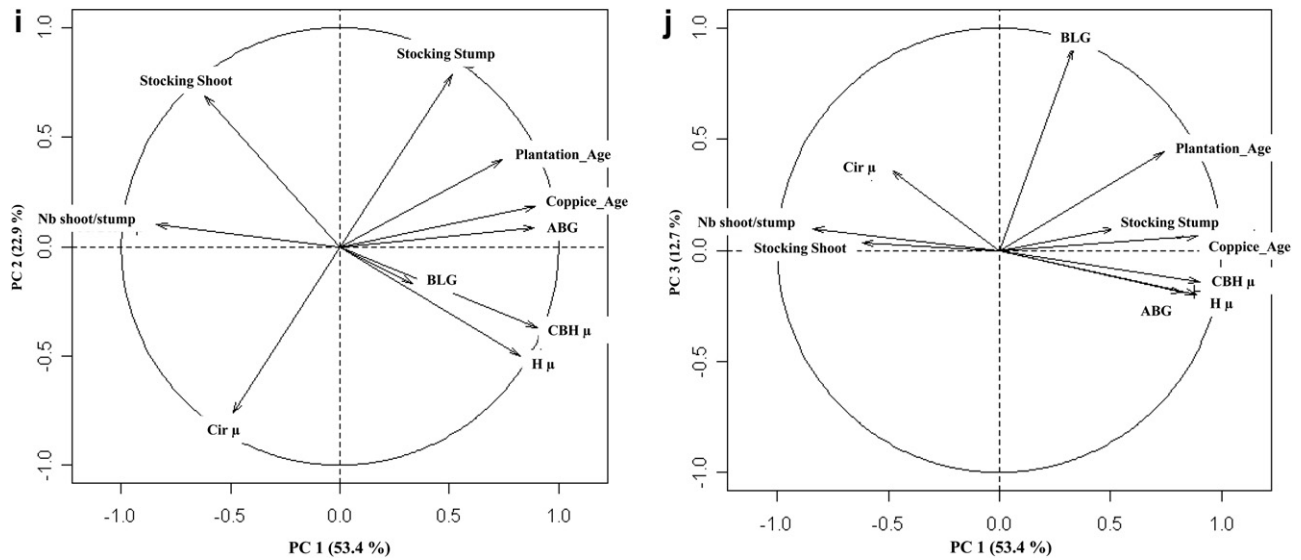 i
1.0
0.5
0.0
-0.5
-1.0
PC 2 (22.9 %)
Stocking Stump
Stocking Shoot
Plantation_Age
Coppice_Age
Nb shoot/stump
ABG
BLG
CBH µ
H µ
Cir µ
-1.0 -0.5 0.0 0.5 1.0
PC 1 (53.4 %)
j
1.0
0.5
0.0
-0.5
-1.0
PC 3 (12.7 %)
BLG
Plantation_Age
Cir µ
Nb shoot/stump
Stocking Stump
Stocking Shoot
Coppice_Age
CBH µ
H µ
ABG
-1.0 -0.5 0.0 0.5 1.0
PC 1 (53.4 %)